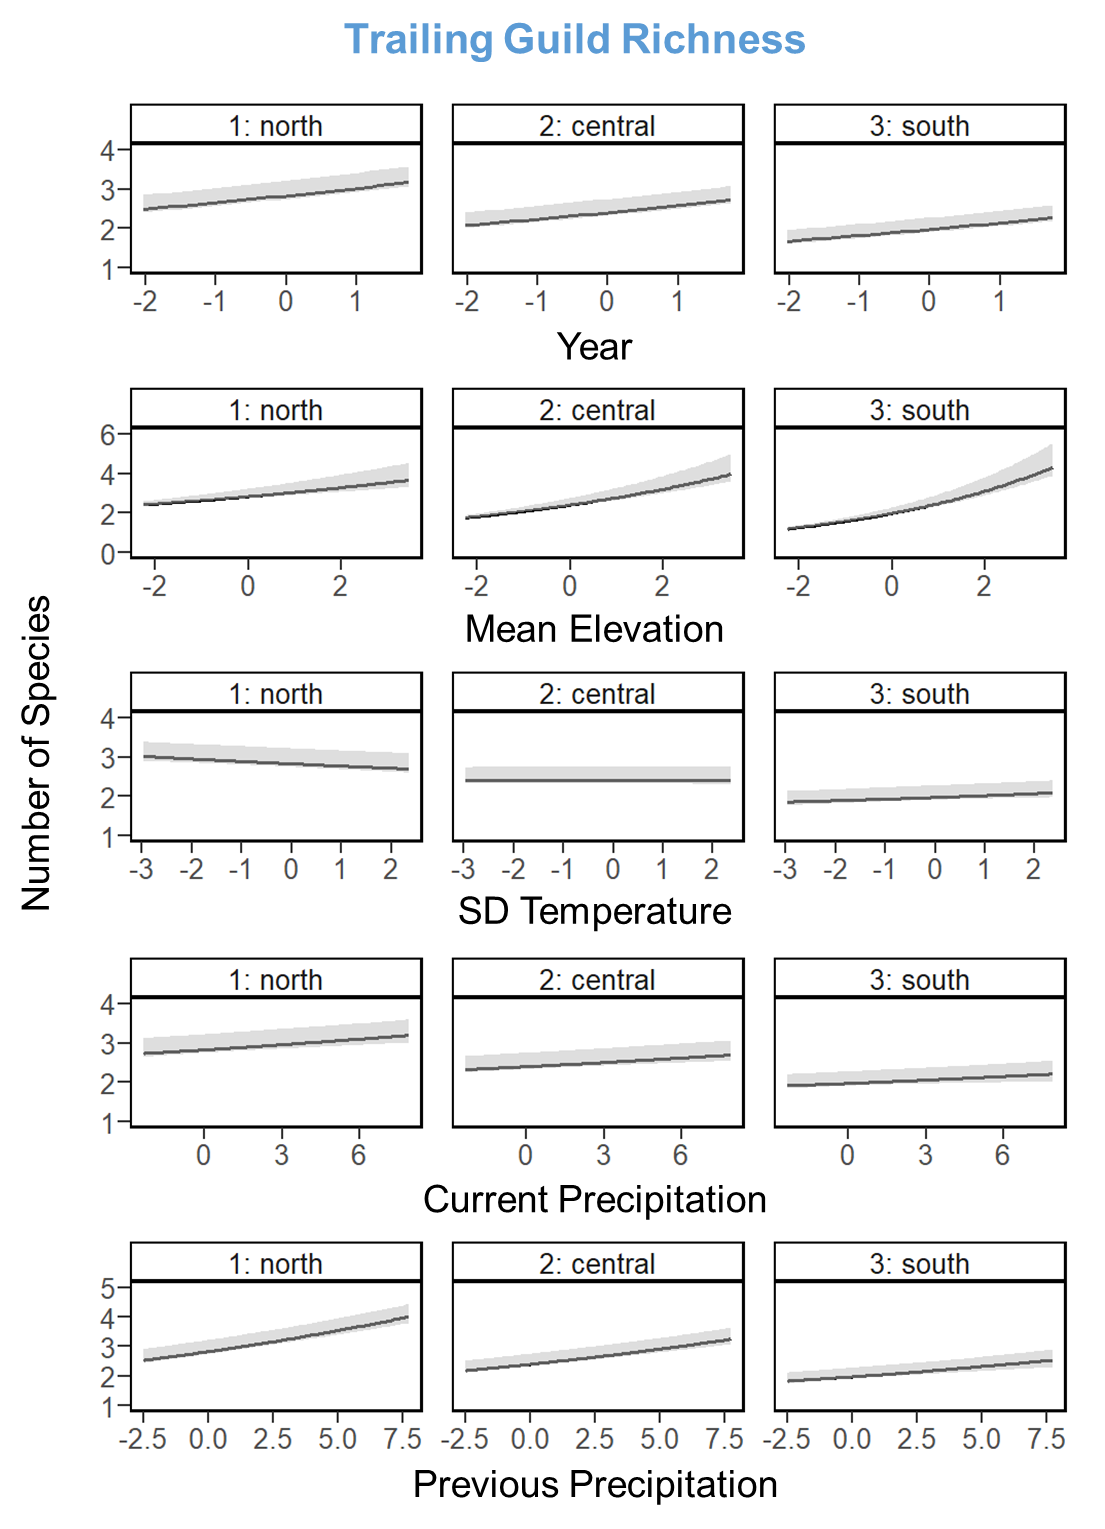 Trailing Guild Richness
Number of Species
1: north 2: central 3: south
4
3
2
1
-2 -1 0 1 -2 -1 0 1 -2 -1 0 1
Year
1: north 2: central 3: south
6
4
2
0
-2 0 2 -2 0 2 -2 0 2
Mean Elevation
1: north 2: central 3: south
4
3
2
1
-3 -2 -1 0 1 2 -3 -2 -1 0 1 2 -3 -2 -1 0 1 2
SD Temperature
1: north 2: central 3: south
4
3
2
1
0 3 6 0 3 6 0 3 6
Current Precipitation
1: north 2: central 3: south
5
4
3
2
1
-2.5 0.0 2.5 5.0 7.5 -2.5 0.0 2.5 5.0 7.5 -2.5 0.0 2.5 5.0 7.5
Previous Precipitation